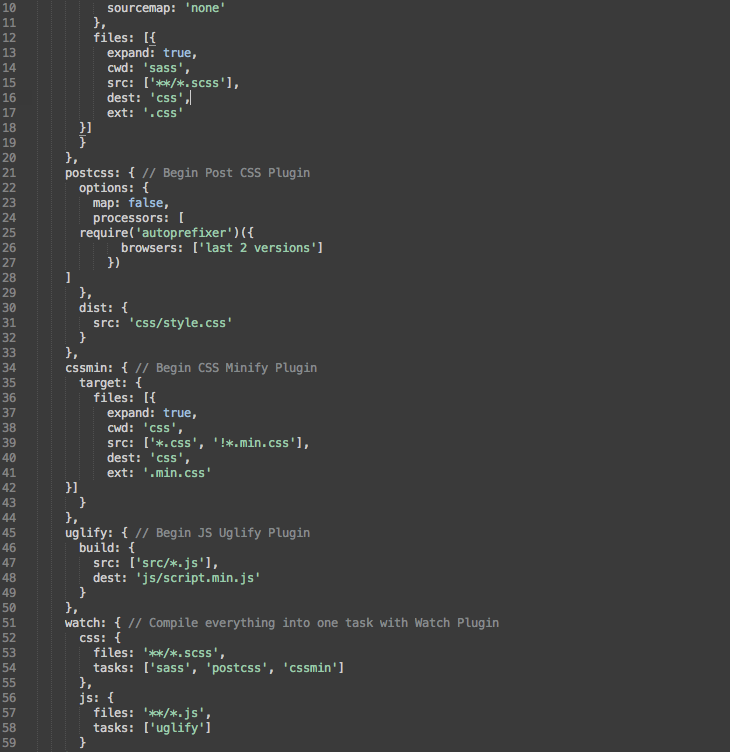 10 sourcemap: 'none'
11 },
12 files: [{
13 expand: true,
14 cwd: 'sass',
15 src: ['**/*.scss'],
16 dest: 'css',
17 ext: '.css'
18 }]
19 }
20 },
21 postcss: { // Begin Post CSS Plugin
22 options: {
23 map: false,
24 processors: [
25 require('autoprefixer')({
26 browsers: ['last 2 versions']
27 })
28 ]
29 },
30 dist: {
31 src: 'css/style.css'
32 }
33 },
34 cssmin: { // Begin CSS Minify Plugin
35 target: {
36 files: [{
37 expand: true,
38 cwd: 'css',
39 src: ['*.css', '!*.min.css'],
40 dest: 'css',
41 ext: '.min.css'
42 }]
43 }
44 },
45 uglify: { // Begin JS Uglify Plugin
46 build: {
47 src: ['src/*.js'],
48 dest: 'js/script.min.js'
49 }
50 },
51 watch: { // Compile everything into one task with Watch Plugin
52 css: {
53 files: '**/*.scss',
54 tasks: ['sass', 'postcss', 'cssmin']
55 },
56 js: {
57 files: '**/*.js',
58 tasks: ['uglify']
59 }